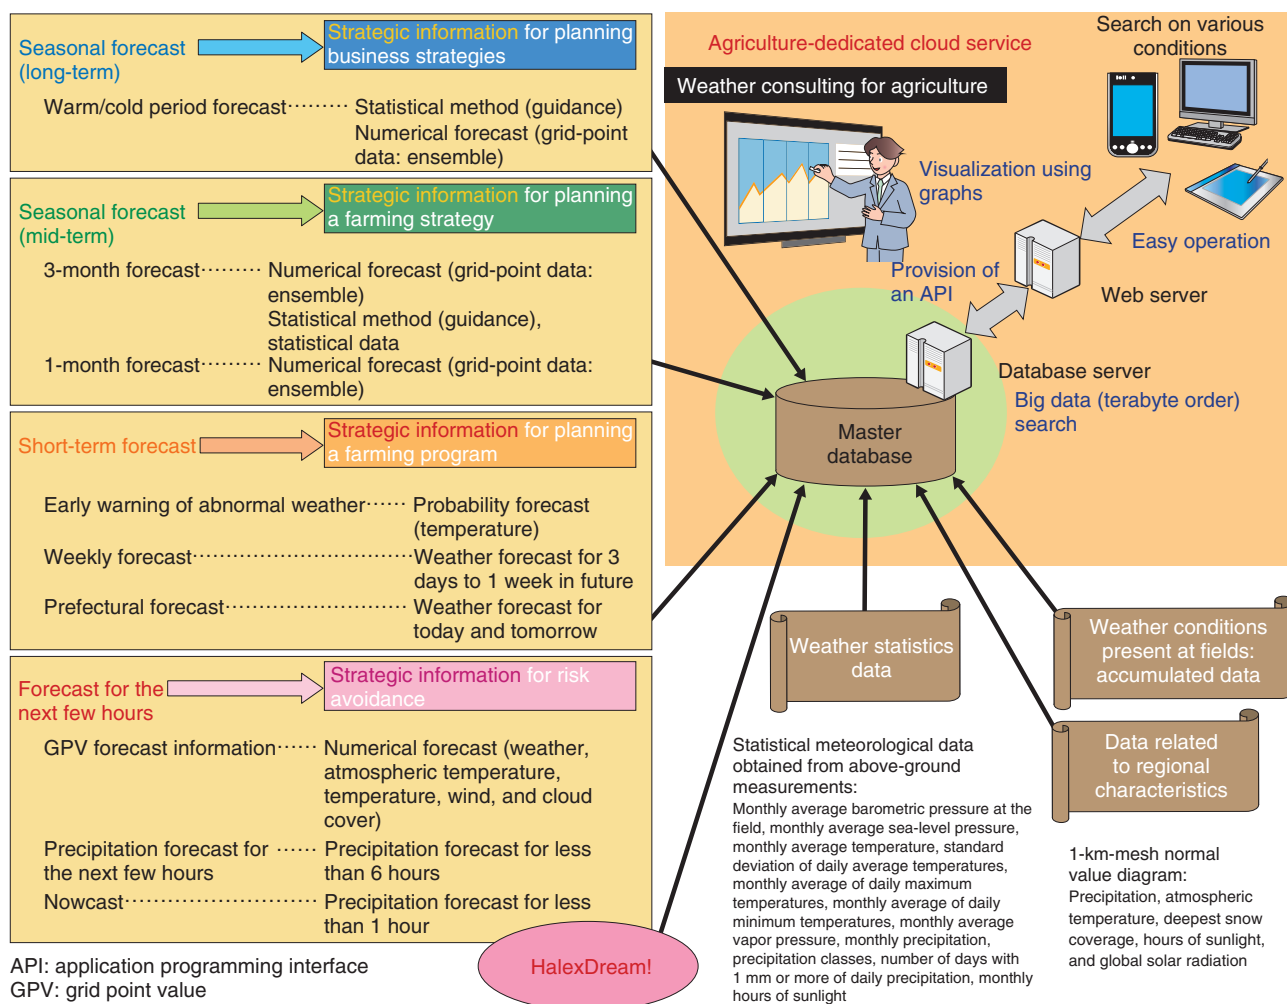 Seasonal forecast
(long-term)
Strategic information for planning
business strategies
Warm/cold period forecast········· Statistical method (guidance)
Numerical forecast (grid-point
data: ensemble)
Seasonal forecast
(mid-term)
Strategic information for planning
a farming strategy
3-month forecast········· Numerical forecast (grid-point data:
ensemble)
Statistical method (guidance),
statistical data
1-month forecast········· Numerical forecast (grid-point data:
ensemble)
Short-term forecast
Strategic information for planning
a farming program
Early warning of abnormal weather······ Probability forecast
(temperature)
Weekly forecast································ Weather forecast for 3
days to 1 week in future
Prefectural forecast··························· Weather forecast for
today and tomorrow
Forecast for the
next few hours
Strategic information for risk
avoidance
GPV forecast information······ Numerical forecast (weather,
atmospheric temperature,
temperature, wind, and cloud
cover)
Precipitation forecast for ······ Precipitation forecast for less
the next few hours than 6 hours
Nowcast···························· Precipitation forecast for less
than 1 hour
API: application programming interface
GPV: grid point value
HalexDream!
Agriculture-dedicated cloud service
Weather consulting for agriculture
Search on various
conditions
Visualization using
graphs
Easy operation
Provision of
an API
Web server
Database server
Big data (terabyte order)
search
Master
database
Weather statistics
data
Weather conditions
present at fields:
accumulated data
Data related
to regional
characteristics
Statistical meteorological data
obtained from above-ground
measurements:
Monthly average barometric pressure at the
field, monthly average sea-level pressure,
monthly average temperature, standard
deviation of daily average temperatures,
monthly average of daily maximum
temperatures, monthly average of daily
minimum temperatures, monthly average
vapor pressure, monthly precipitation,
precipitation classes, number of days with
1 mm or more of daily precipitation, monthly
hours of sunlight
1-km-mesh normal
value diagram:
Precipitation, atmospheric
temperature, deepest snow
coverage, hours of sunlight,
and global solar radiation